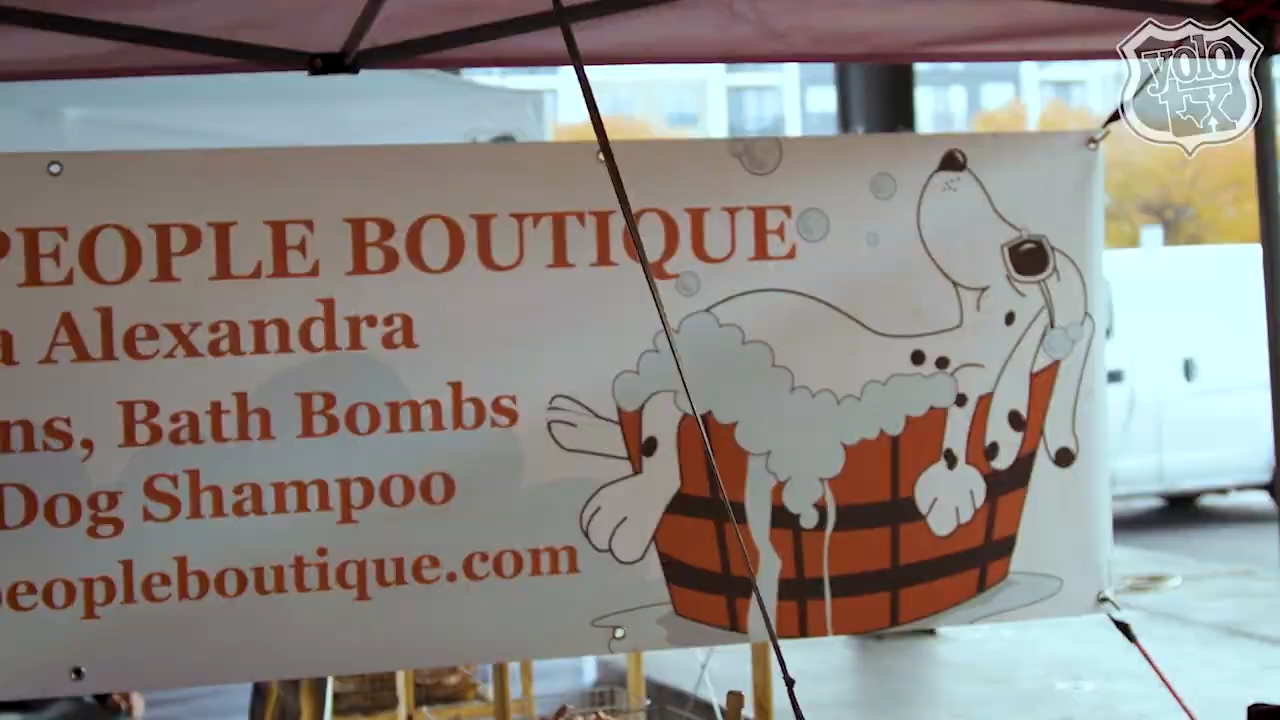 PEOPLE BOUTIQUE
a Alexandra
ns, Bath Bombs
Dog Shampoo
peopleboutique.com
yolo
tx